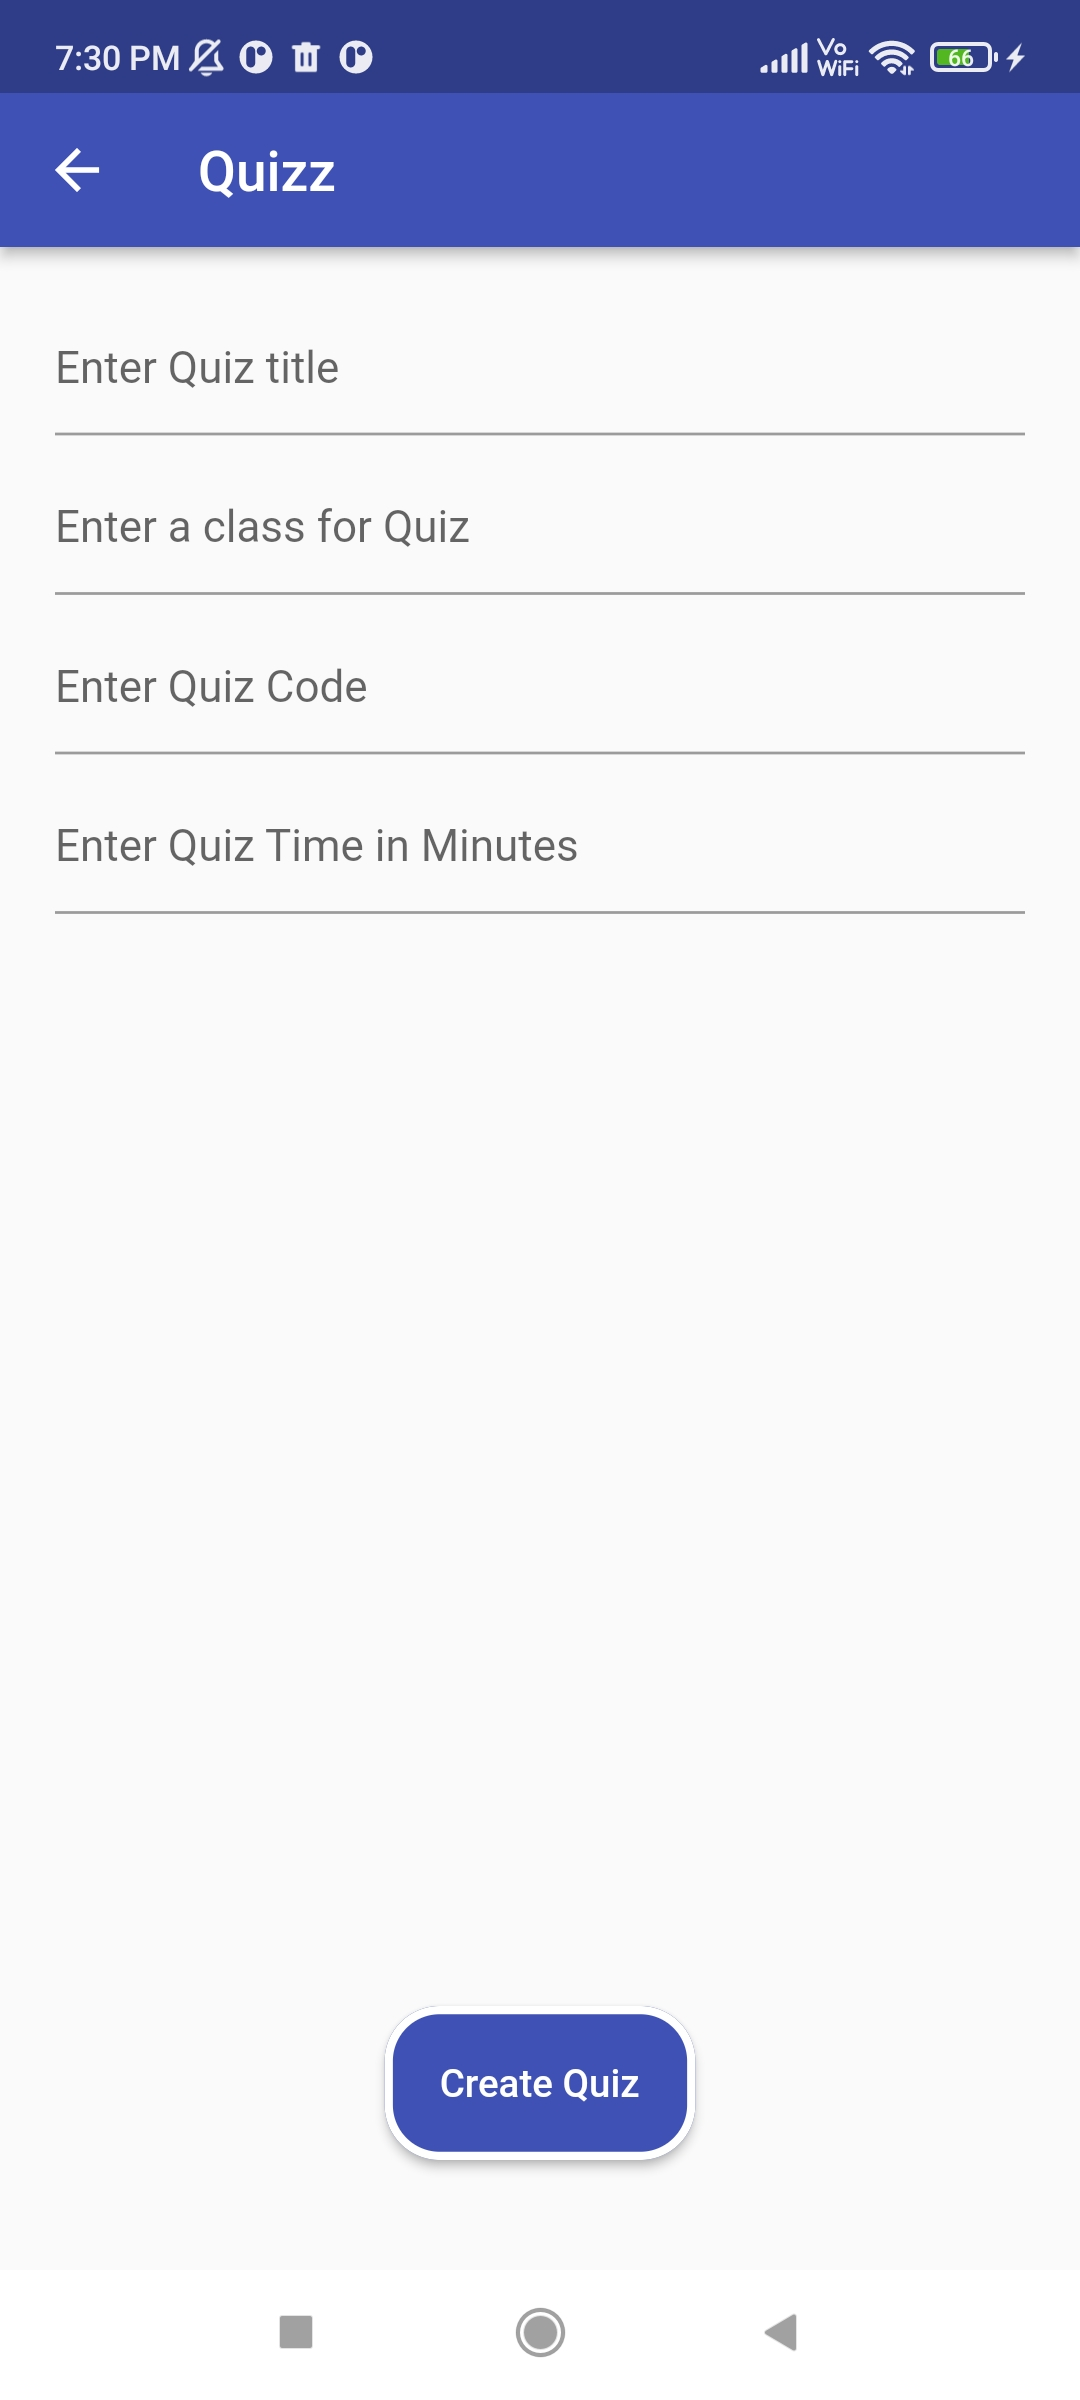 7:30 PM
Vo
WiFi
66
Quizz
Enter Quiz title
Enter a class for Quiz
Enter Quiz Code
Enter Quiz Time in Minutes
Create Quiz